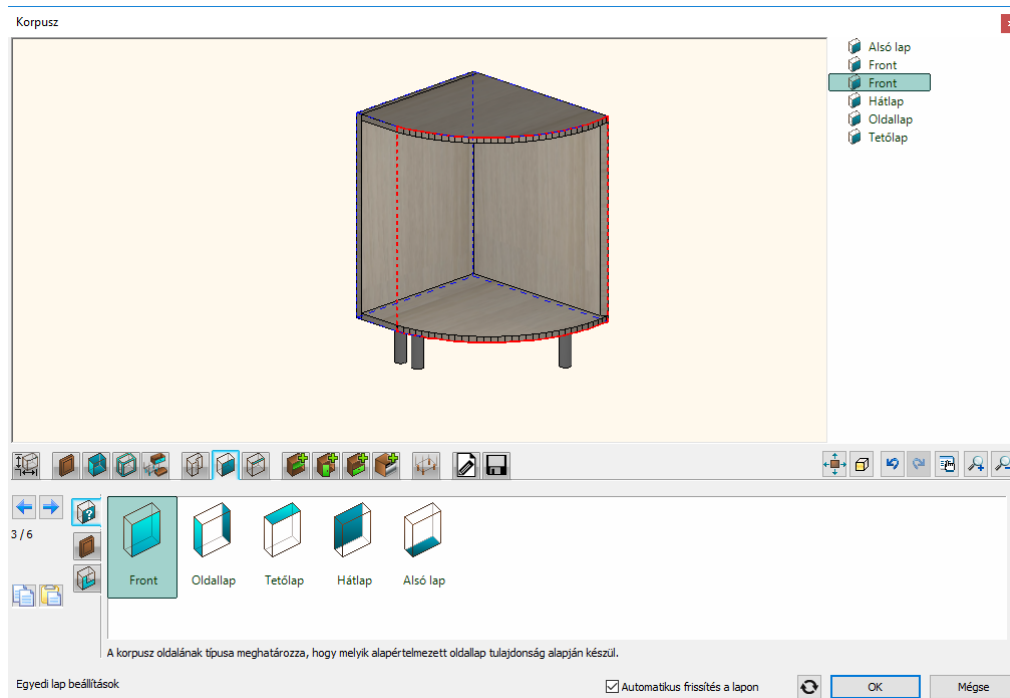 Korpusz
Alsó lap
Front
Front
Hátlap
Oldallap
Tetőlap
3 / 6
Front
Oldallap
Tetőlap
Hátlap
Alsó lap
A korpusz oldalának típusa meghatározza, hogy melyik alapértelmezett oldallap tulajdonság alapján készül.
Egyedi lap beállítások
Automatikus frissítés a lapon
OK
Mégse